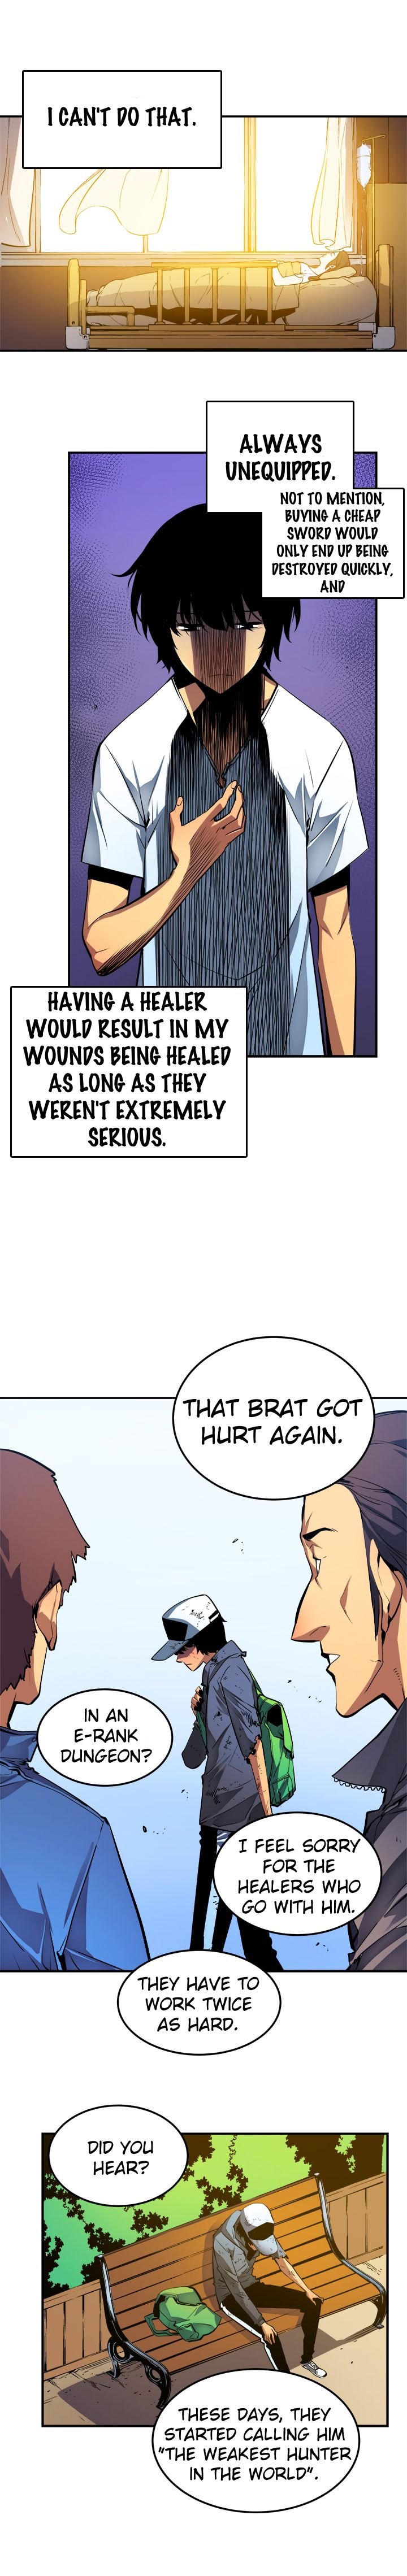 I CAN'T DO THAT.
ALWAYS
UNEQUIPPED.
NOT TO MENTION,
BUYING A CHEAP
SWORD WOULD
ONLY END UP BEING
DESTROYED QUICKLY,
AND
HAVING A HEALER
WOULD RESULT IN MY
WOUNDS BEING HEALED
AS LONG AS THEY
WEREN'T EXTREMELY
SERIOUS.
THAT BRAT GOT
HURT AGAIN.
IN AN
E-RANK
DUNGEON?
I FEEL SORRY
FOR THE
HEALERS WHO
GO WITH HIM.
THEY HAVE TO
WORK TWICE
AS HARD.
DID YOU
HEAR?
THESE DAYS, THEY
STARTED CALLING HIM
"THE WEAKEST HUNTER
IN THE WORLD".